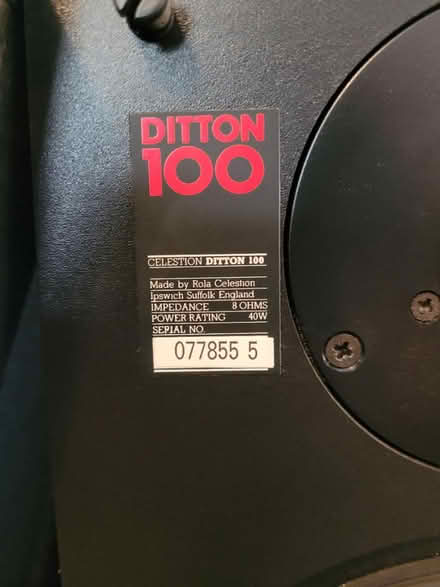 DITTON
100
CELESTION DITTON 100
Made by Rola Celestion
Ipswich Suffolk England
IMPEDANCE 8 OHMS
POWER RATING 40W
SERIAL NO.
077855 5